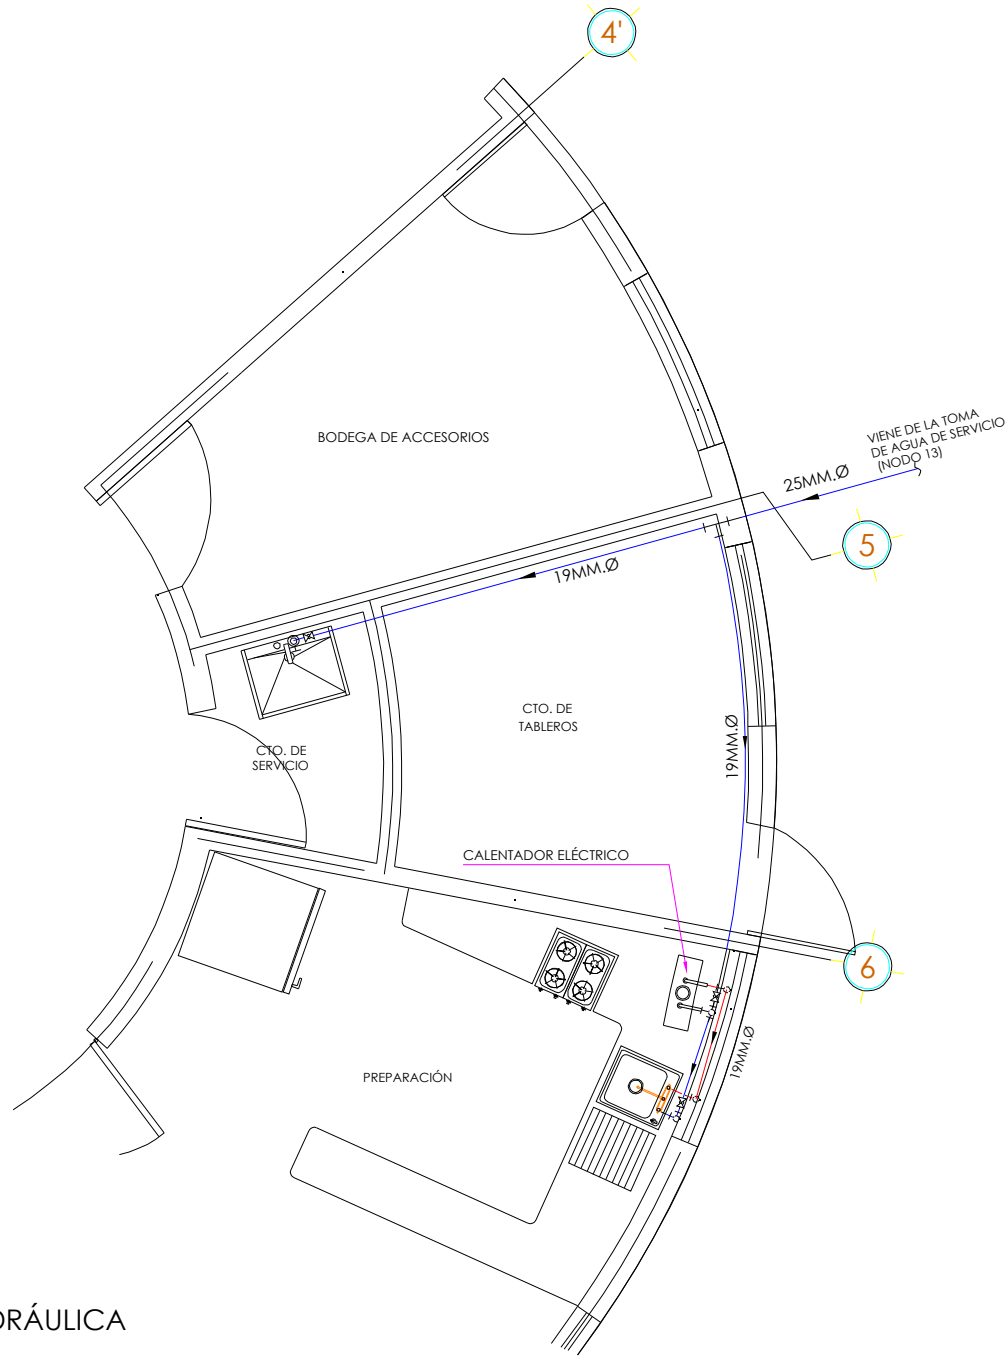 4'
BODEGA DE ACCESORIOS
VIENE DE LA TOMA
DE AGUA DE SERVICIO
(NODO 13)
25MM.Ø
5
19MM.Ø
CTO. DE
TABLEROS
19MM.Ø
CTO. DE
SERVICIO
CALENTADOR ELÉCTRICO
6
19MM.Ø
PREPARACIÓN
DRÁULICA